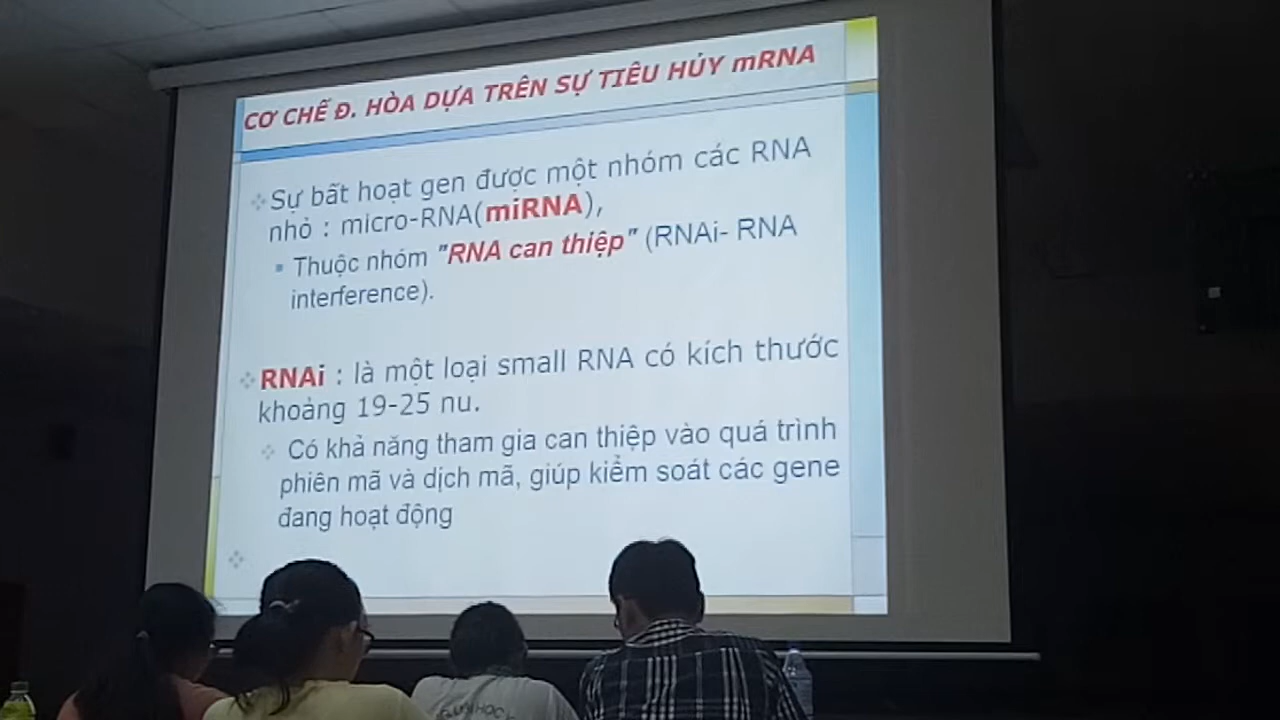 CƠ CHẾ Đ. HÒA DỰA TRÊN SỰ TIÊU HỦY mRNA
Sự bất hoạt gen được một nhóm các RNA
nhỏ : micro-RNA(miRNA),
Thuộc nhóm "RNA can thiệp" (RNAi- RNA
interference).
RNAi : là một loại small RNA có kích thước
khoảng 19-25 nu.
Có khả năng tham gia can thiệp vào quá trình
phiên mã và dịch mã, giúp kiểm soát các gene
đang hoạt động